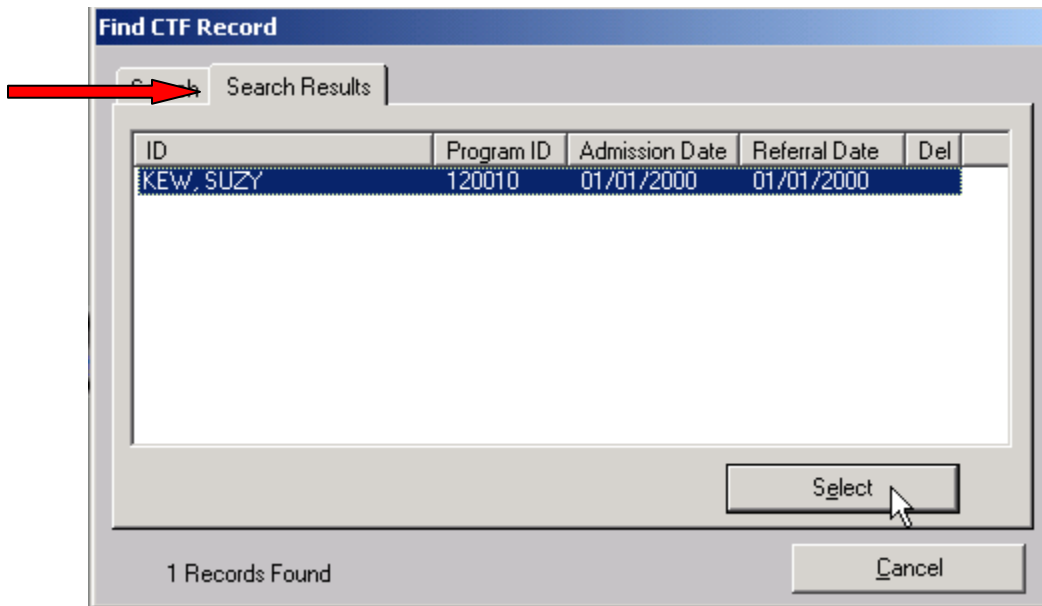 Find CTF Record
Search Results
ID Program ID Admission Date Referral Date Del
KEW, SUZY 120010 01/01/2000 01/01/2000
Select
1 Records Found
Cancel